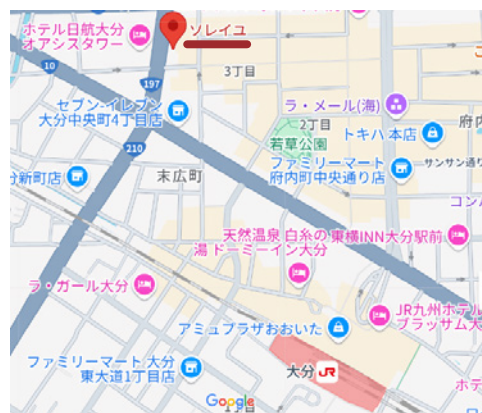 ホテル日航大分
オアシスタワー
ソレイユ
10
3丁目
197
セブン-イレブン
大分中央町4丁目店
ラ・メール(海)
2丁目
若草公園
トキハ 本店
府内
210
ファミリーマート
府内町中央通り店
サンサン通り
分新町店
末広町
コンパ
天然温泉 白糸の
湯 ドーミーイン大分
東横INN大分駅前
ラ・ガール大分
JR九州ホテル
ブラッサム大
アミュプラザおおいた
ファミリーマート 大分
東大道1丁目店
大分 JR
ホテ
Google